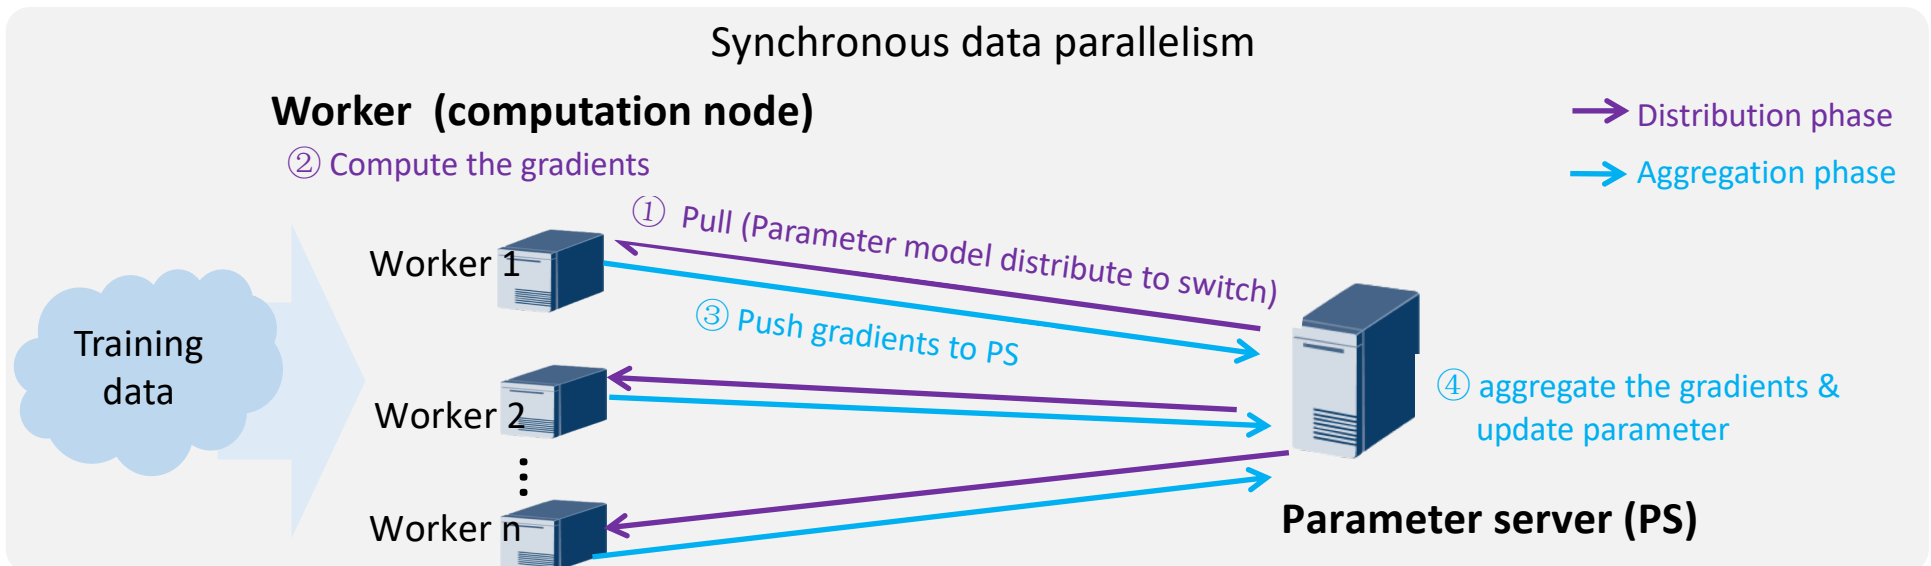 Synchronous data parallelism
Worker (computation node)
② Compute the gradients
Distribution phase
Aggregation phase
① Pull (Parameter model distribute to switch)
③ Push gradients to PS
Worker 1
Worker 2
⋮
Worker n
Training
data
④ aggregate the gradients &
update parameter
Parameter server (PS)